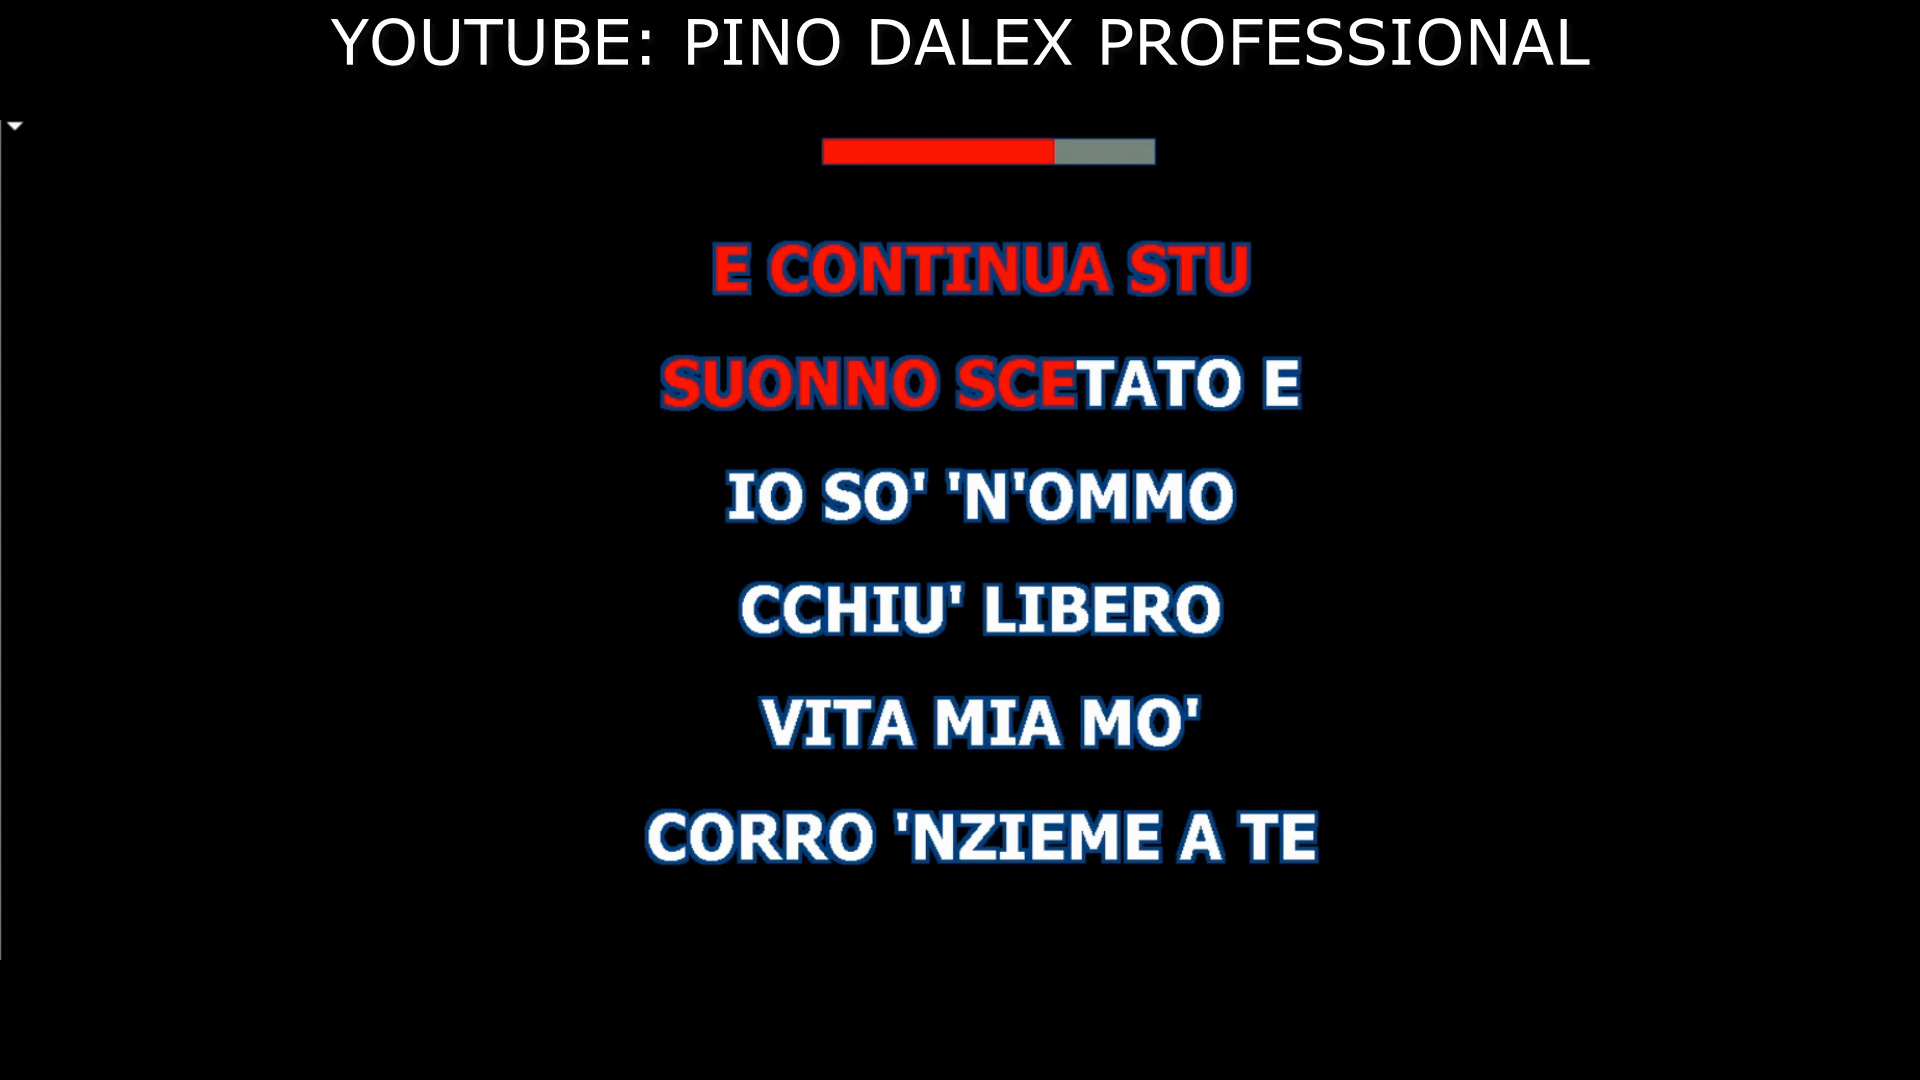 YOUTUBE: PINO DALEX PROFESSIONAL
E CONTINUA STU
SUONNO SCETATO E
IO SO' 'N'OMMO
CCHIU' LIBERO
VITA MIA MO'
CORRO 'NZIEME A TE